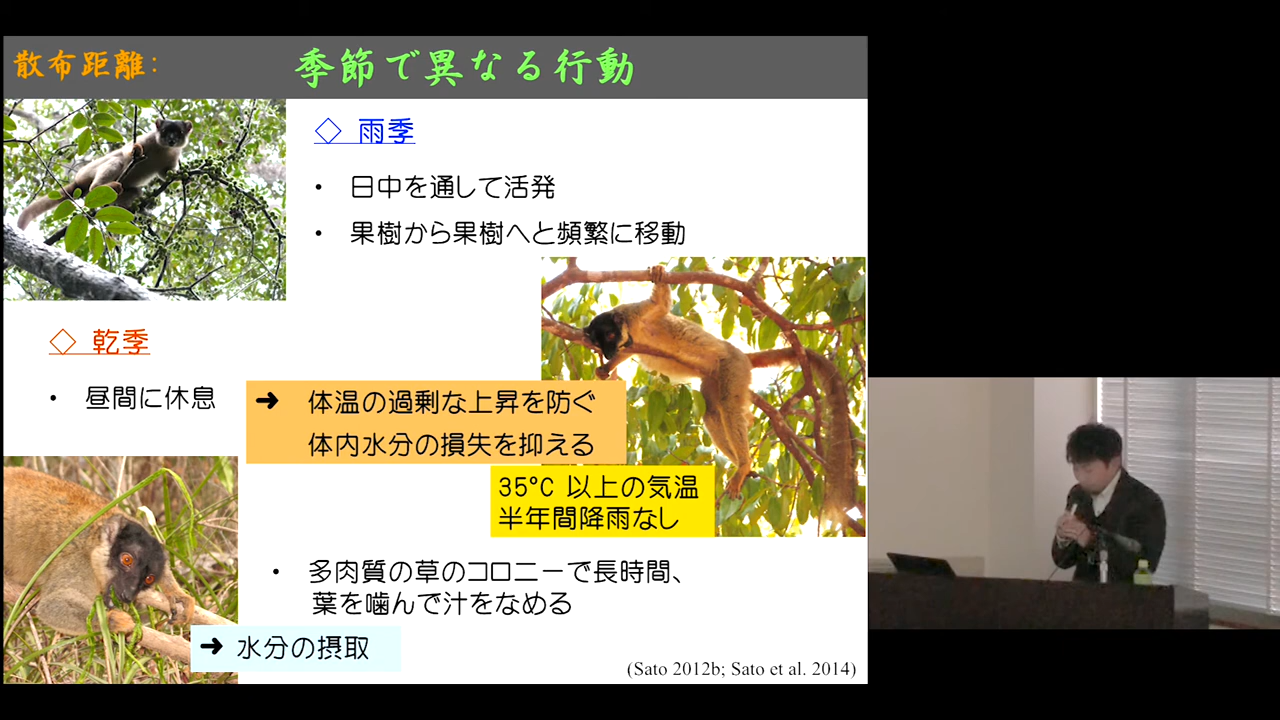 散布距離:
季節で異なる行動
◇ 雨季
• 日中を通して活発
• 果樹から果樹へと頻繁に移動
◇ 乾季
• 昼間に休息
➜ 体温の過剰な上昇を防ぐ
体内水分の損失を抑える
35°C 以上の気温
半年間降雨なし
• 多肉質の草のコロニーで長時間、
葉を噛んで汁をなめる
➜ 水分の摂取
(Sato 2012b; Sato et al. 2014)